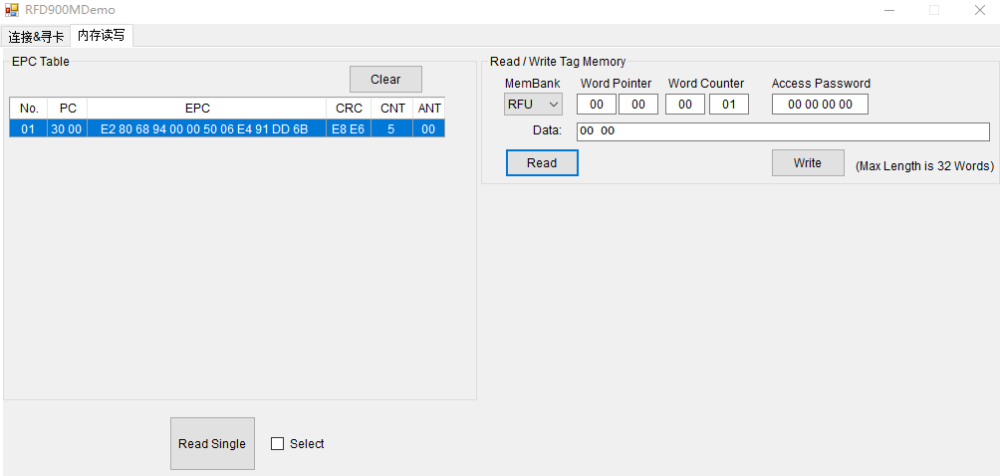 RFD900MDemo
连接&寻卡 内存读写
EPC Table
Clear
No. PC EPC CRC CNT ANT
01 30 00 E2 80 68 94 00 00 50 06 E4 91 DD 6B E8 E6 5 00
Read Single Select
Read / Write Tag Memory
MemBank Word Pointer Word Counter Access Password
RFU 00 00 00 01 00 00 00 00
Data: 00 00
Read Write (Max Length is 32 Words)